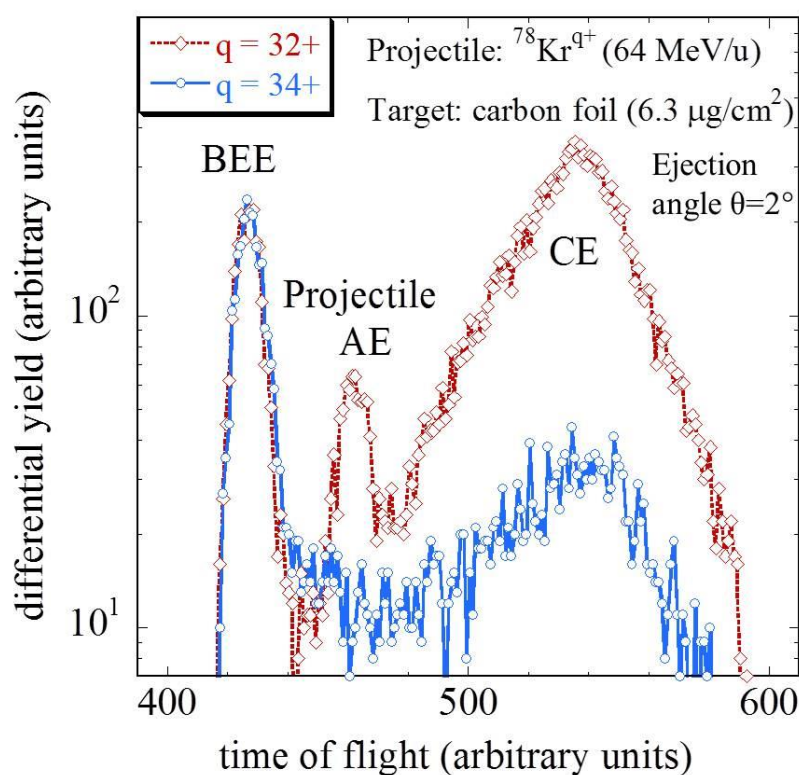 q = 32+
q = 34+
Projectile: ⁷⁸Kr^q+ (64 MeV/u)
Target: carbon foil (6.3 μg/cm²)
BEE
Ejection
angle θ=2°
CE
Projectile
AE
10²
10¹
differential yield (arbitrary units)
400
500
600
time of flight (arbitrary units)